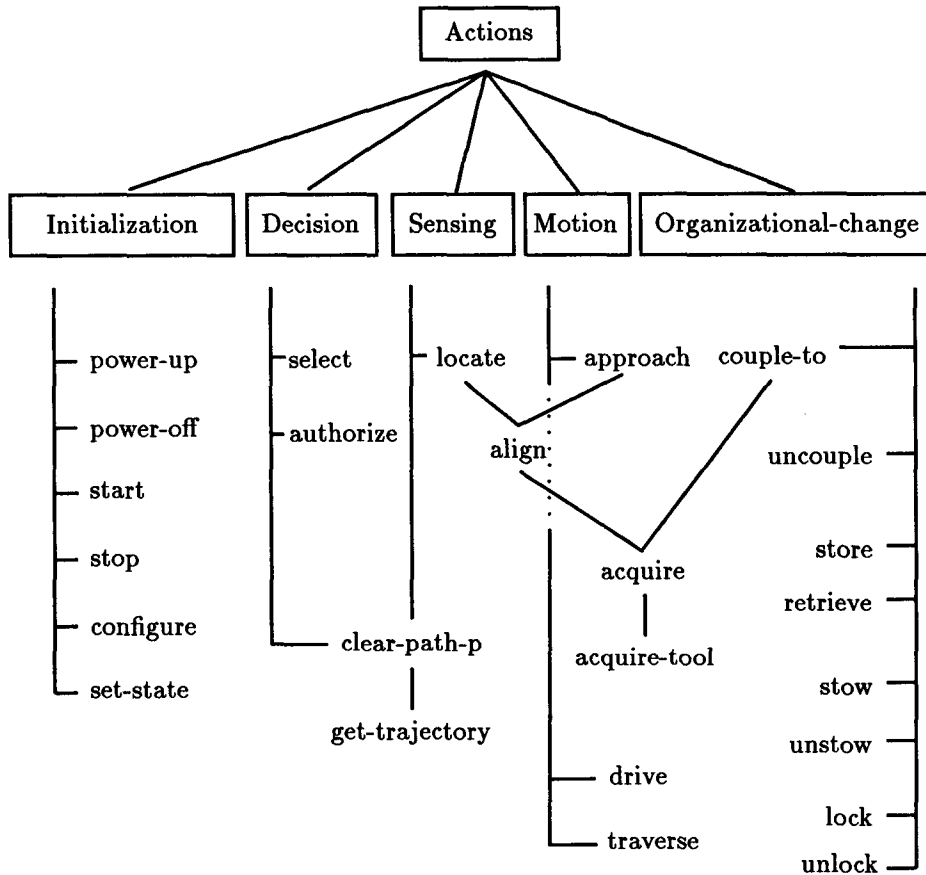 Actions
Initialization Decision Sensing Motion Organizational-change
power-up select locate approach couple-to
power-off authorize align uncouple
start
stop acquire store
configure clear-path-p acquire-tool retrieve
set-state get-trajectory stow
unstow
drive
traverse lock
unlock